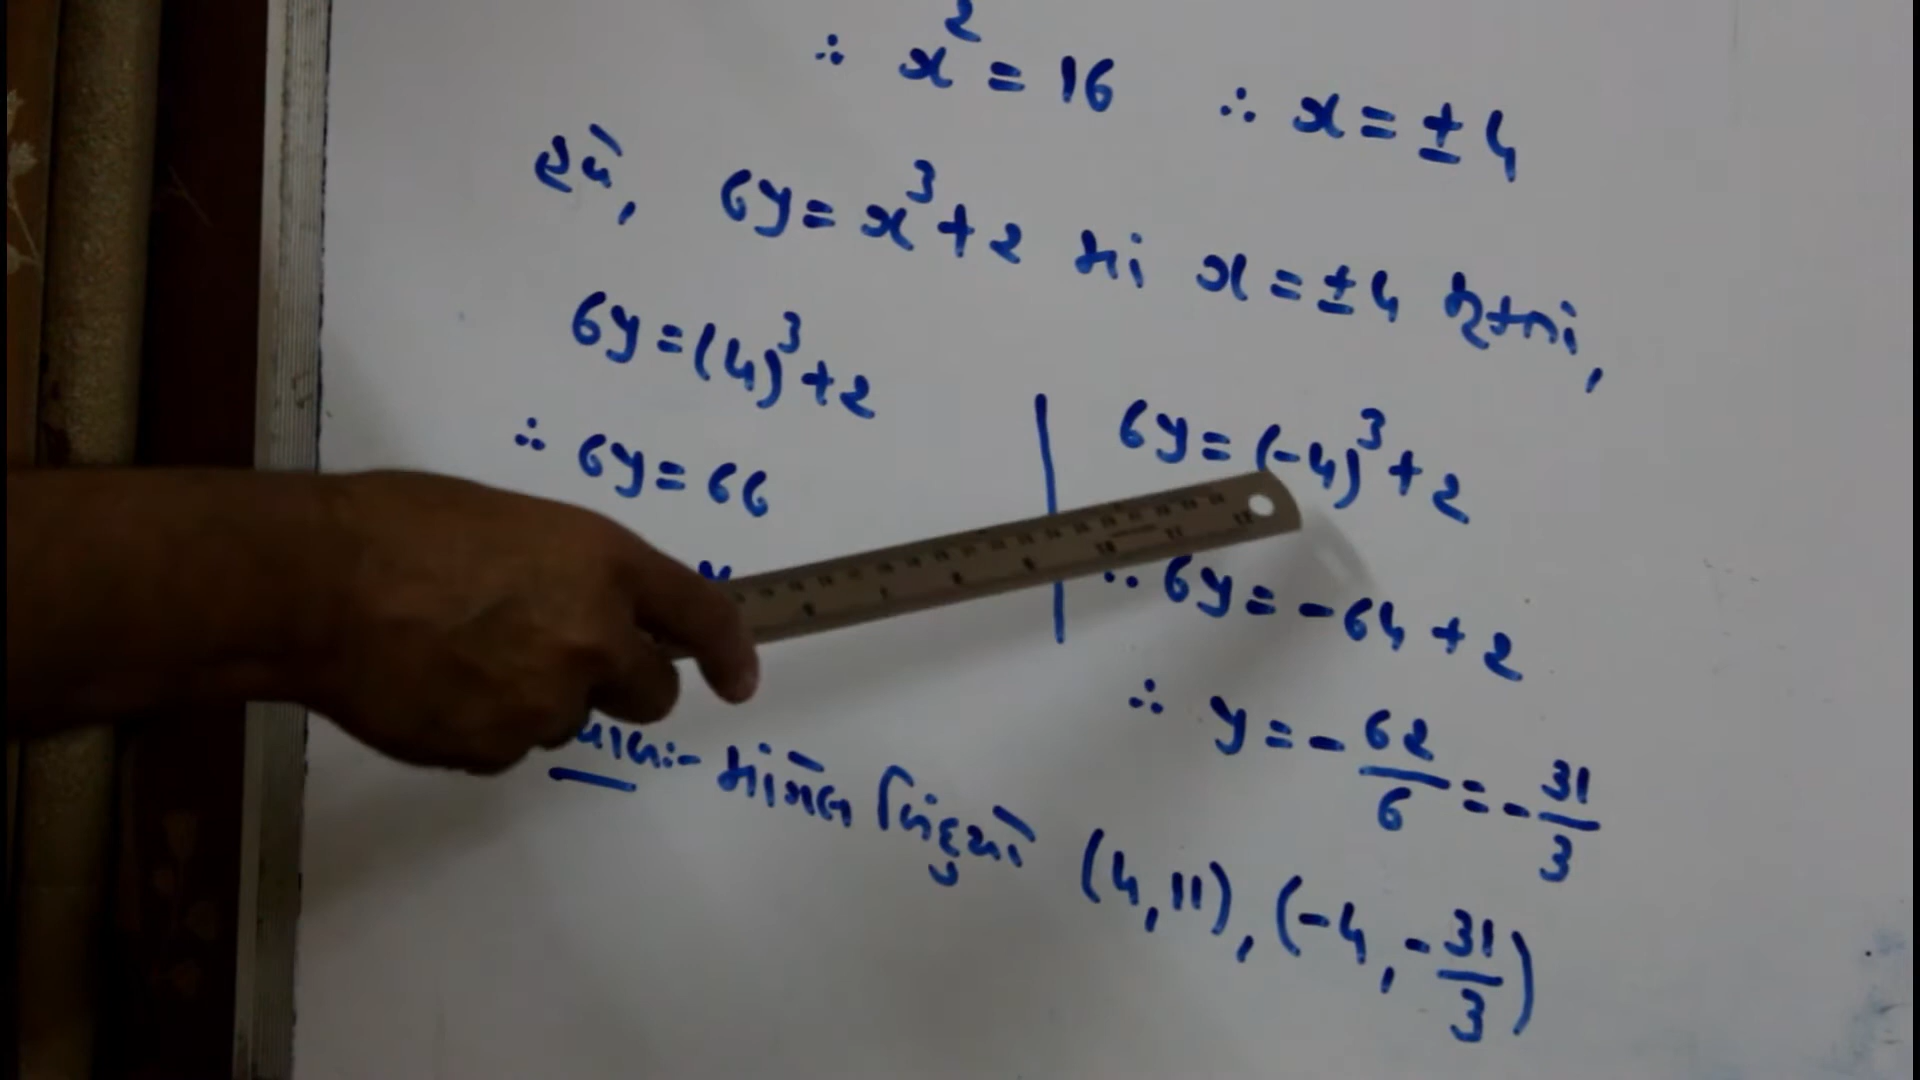 ∴ x² = 16 ∴ x = ± 4
હવે, 6y = x³ + 2 માં x = ± 4 મૂકતાં,
6y = (4)³ + 2
∴ 6y = 66
6y = (-4)³ + 2
∴ 6y = -64 + 2
∴ y = - 62/6 = - 31/3
માંગેલ બિંદુઓ (4, 11), (-4, -31/3)